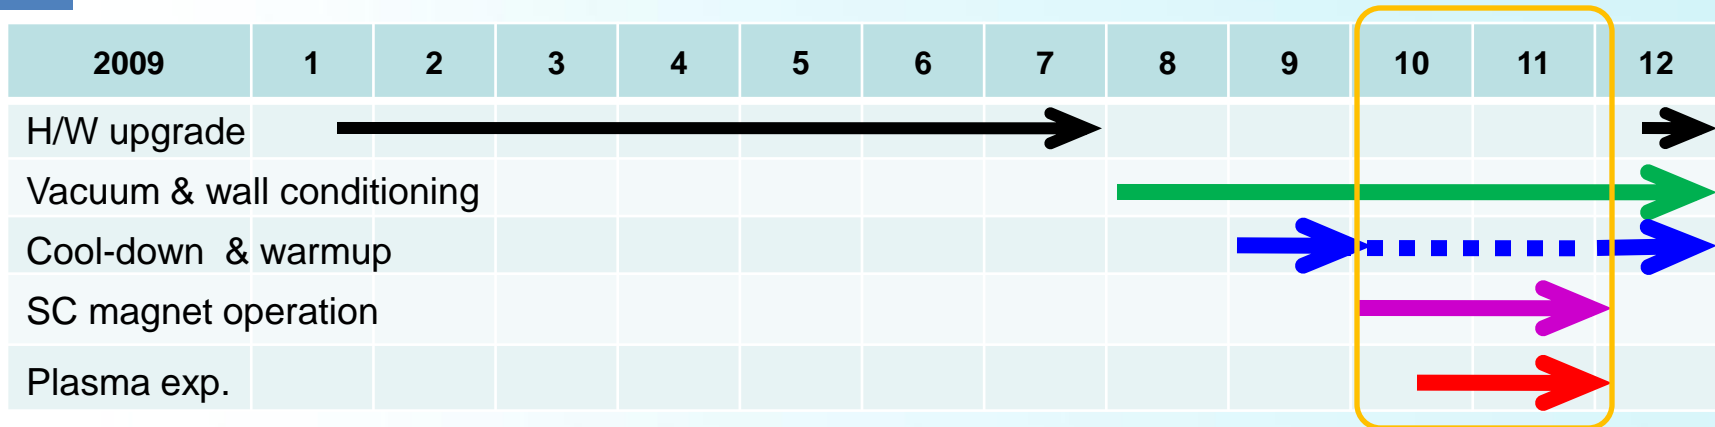 2009 1 2 3 4 5 6 7 8 9 10 11 12
H/W upgrade
Vacuum & wall conditioning
Cool-down & warmup
SC magnet operation
Plasma exp.